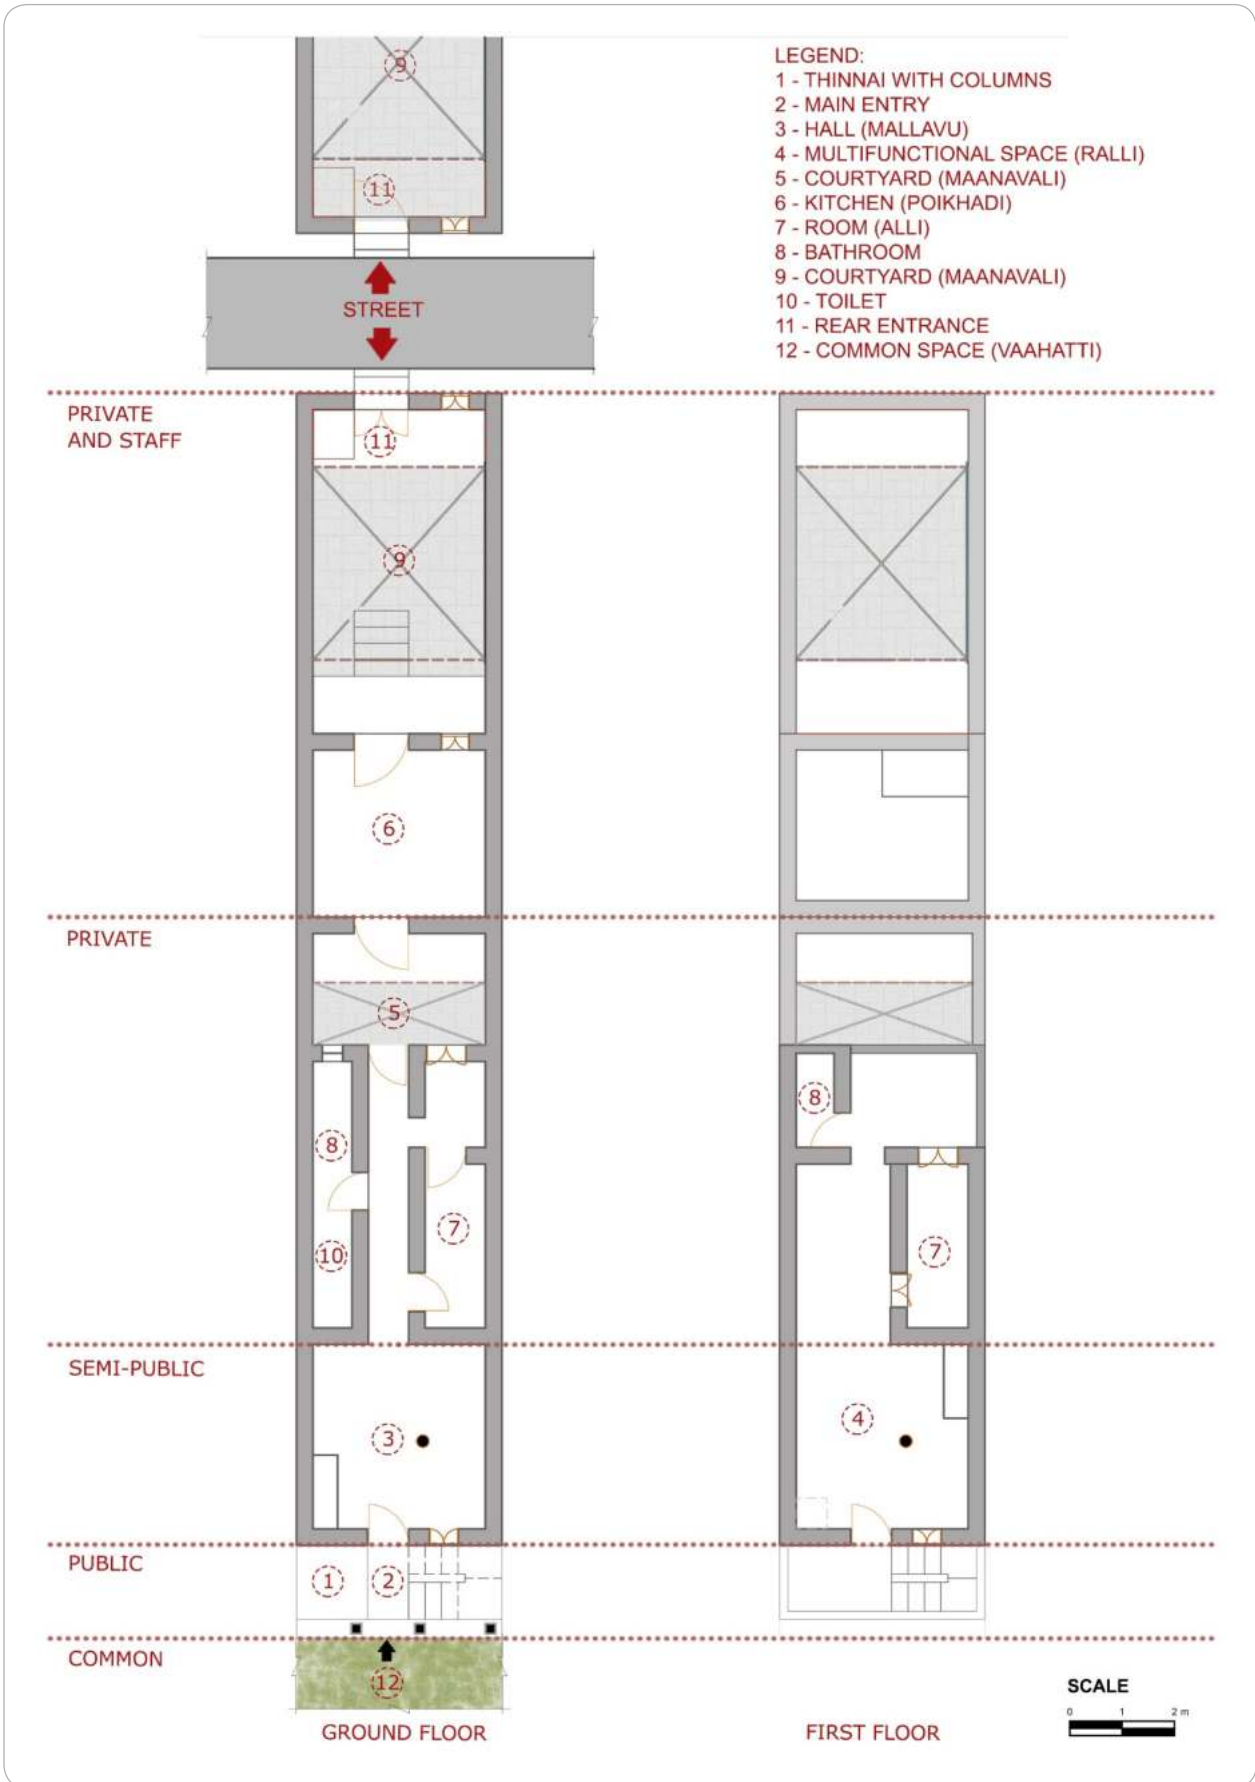 LEGEND:
1 - THINNAI WITH COLUMNS
2 - MAIN ENTRY
3 - HALL (MALLAVU)
4 - MULTIFUNCTIONAL SPACE (RALLI)
5 - COURTYARD (MAANAVALI)
6 - KITCHEN (POIKHADI)
7 - ROOM (ALLI)
8 - BATHROOM
9 - COURTYARD (MAANAVALI)
10 - TOILET
11 - REAR ENTRANCE
12 - COMMON SPACE (VAAHATTI)
9
11
STREET
PRIVATE
AND STAFF
11
9
6
PRIVATE
5
8
8
7
7
10
SEMI-PUBLIC
4
3
PUBLIC
1
2
COMMON
12
SCALE
0 1 2 m
GROUND FLOOR
FIRST FLOOR